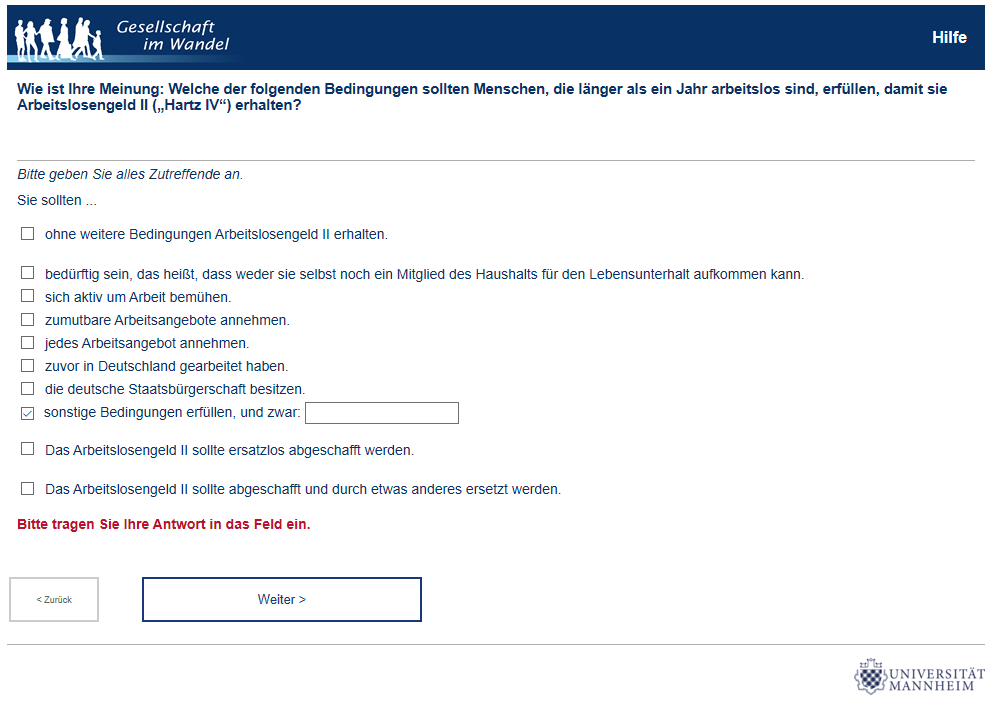 Gesellschaft
im Wandel
Hilfe
Wie ist Ihre Meinung: Welche der folgenden Bedingungen sollten Menschen, die länger als ein Jahr arbeitslos sind, erfüllen, damit sie
Arbeitslosengeld II („Hartz IV“) erhalten?
Bitte geben Sie alles Zutreffende an.
Sie sollten ...
ohne weitere Bedingungen Arbeitslosengeld II erhalten.
bedürftig sein, das heißt, dass weder sie selbst noch ein Mitglied des Haushalts für den Lebensunterhalt aufkommen kann.
sich aktiv um Arbeit bemühen.
zumutbare Arbeitsangebote annehmen.
jedes Arbeitsangebot annehmen.
zuvor in Deutschland gearbeitet haben.
die deutsche Staatsbürgerschaft besitzen.
sonstige Bedingungen erfüllen, und zwar:
Das Arbeitslosengeld II sollte ersatzlos abgeschafft werden.
Das Arbeitslosengeld II sollte abgeschafft und durch etwas anderes ersetzt werden.
Bitte tragen Sie Ihre Antwort in das Feld ein.
< Zurück
Weiter >
UNIVERSITÄT
MANNHEIM